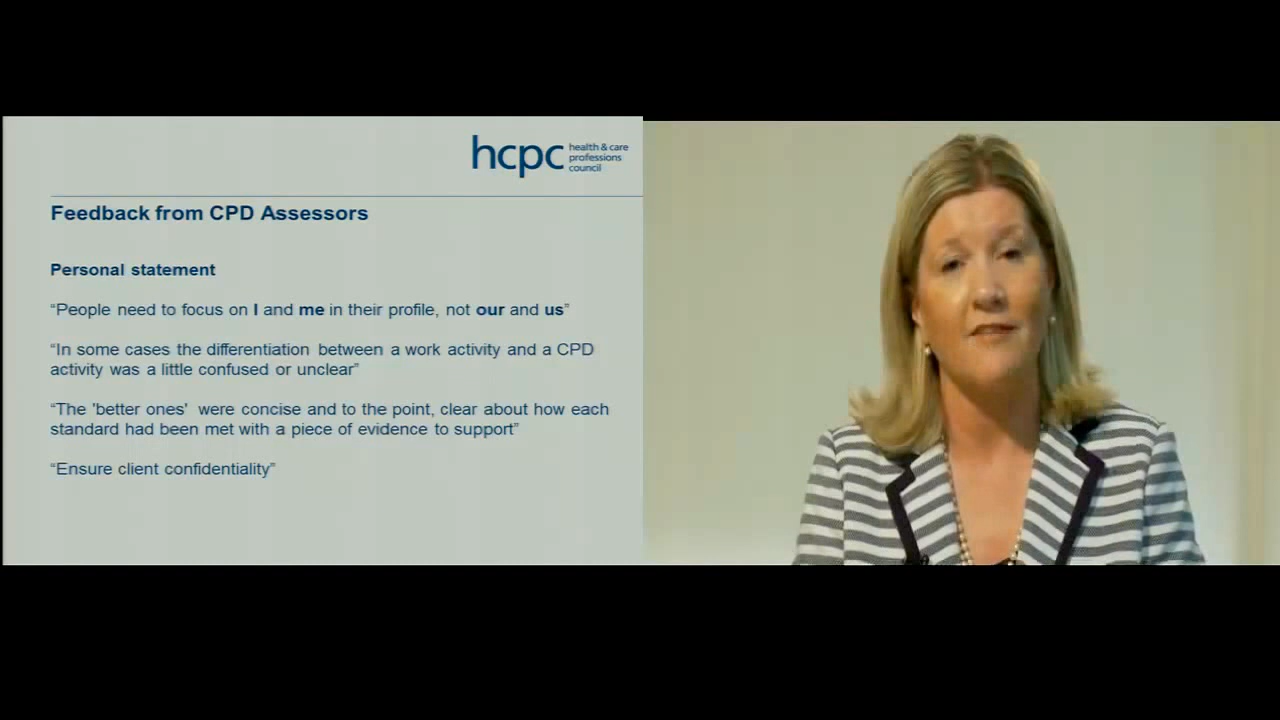 hcpc health & care
professions
council
Feedback from CPD Assessors
Personal statement
“People need to focus on I and me in their profile, not our and us”
“In some cases the differentiation between a work activity and a CPD
activity was a little confused or unclear”
“The 'better ones' were concise and to the point, clear about how each
standard had been met with a piece of evidence to support”
“Ensure client confidentiality”